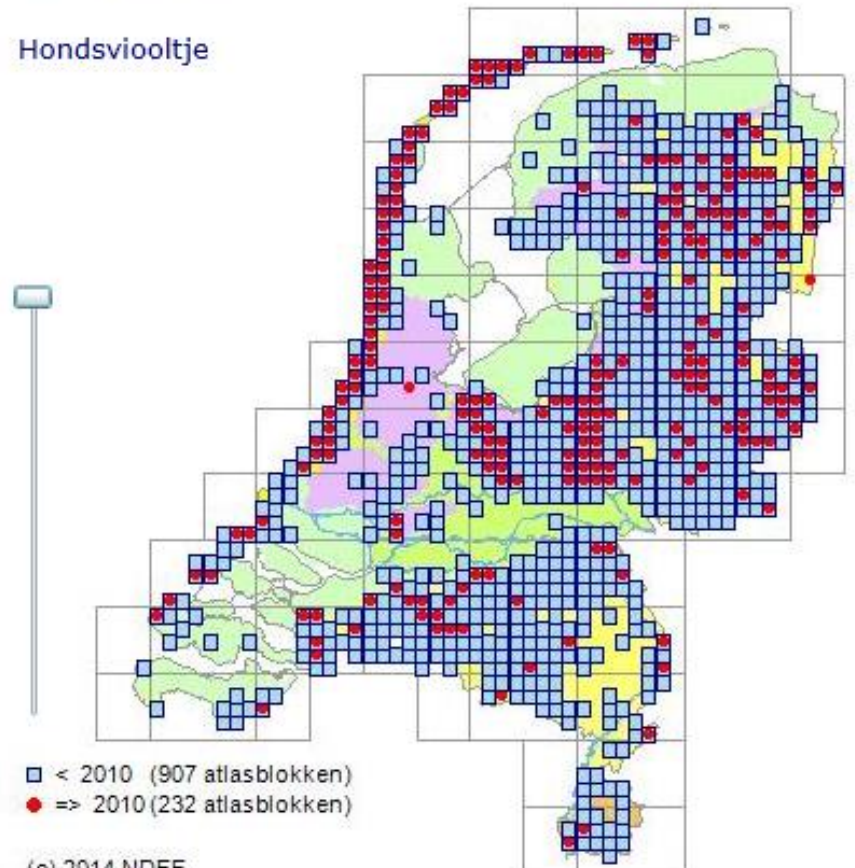 Hondsviooltje
< 2010 (907 atlasblokken)
=> 2010 (232 atlasblokken)
(c) 2014 NDFF